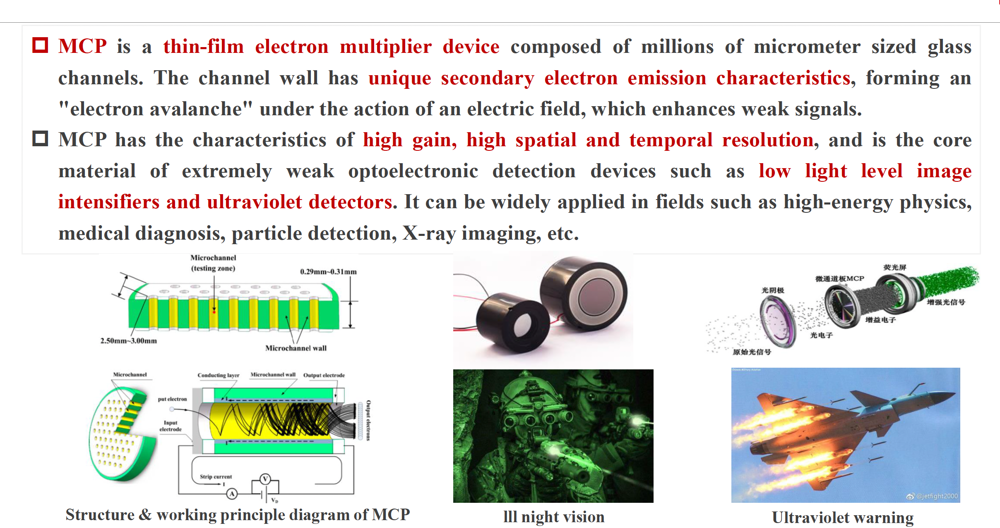 MCP is a thin-film electron multiplier device composed of millions of micrometer sized glass
channels. The channel wall has unique secondary electron emission characteristics, forming an
"electron avalanche" under the action of an electric field, which enhances weak signals.
MCP has the characteristics of high gain, high spatial and temporal resolution, and is the core
material of extremely weak optoelectronic detection devices such as low light level image
intensifiers and ultraviolet detectors. It can be widely applied in fields such as high-energy physics,
medical diagnosis, particle detection, X-ray imaging, etc.
Microchannel
(testing zone)
0.29mm~0.31mm
2.50mm~3.00mm
Microchannel wall
荧光屏
微通道板MCP
光阴极
增强光信号
增益电子
光电子
原始光信号
Microchannel
Conducting layer
Microchannel wall
Output electrode
put electron
Input
electrode
Output electrons
I
I
Strip current
I
V
A
V_D
Chinese Military Aviation
@jetfight2000
Structure & working principle diagram of MCP
lll night vision
Ultraviolet warning